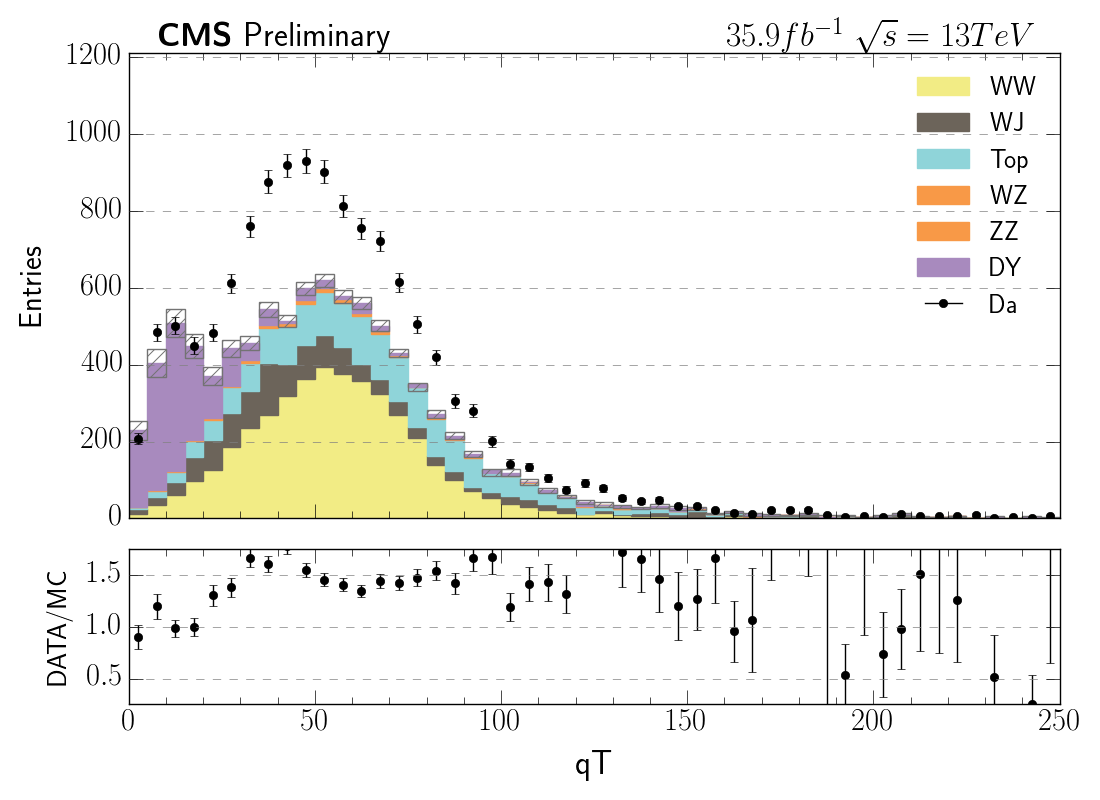 CMS Preliminary 35.9fb⁻¹ √s = 13TeV
1200
1000
800
600
400
200
0
Entries
WW
WJ
Top
WZ
ZZ
DY
Da
1.5
1.0
0.5
DATA/MC
0 50 100 150 200 250
qT